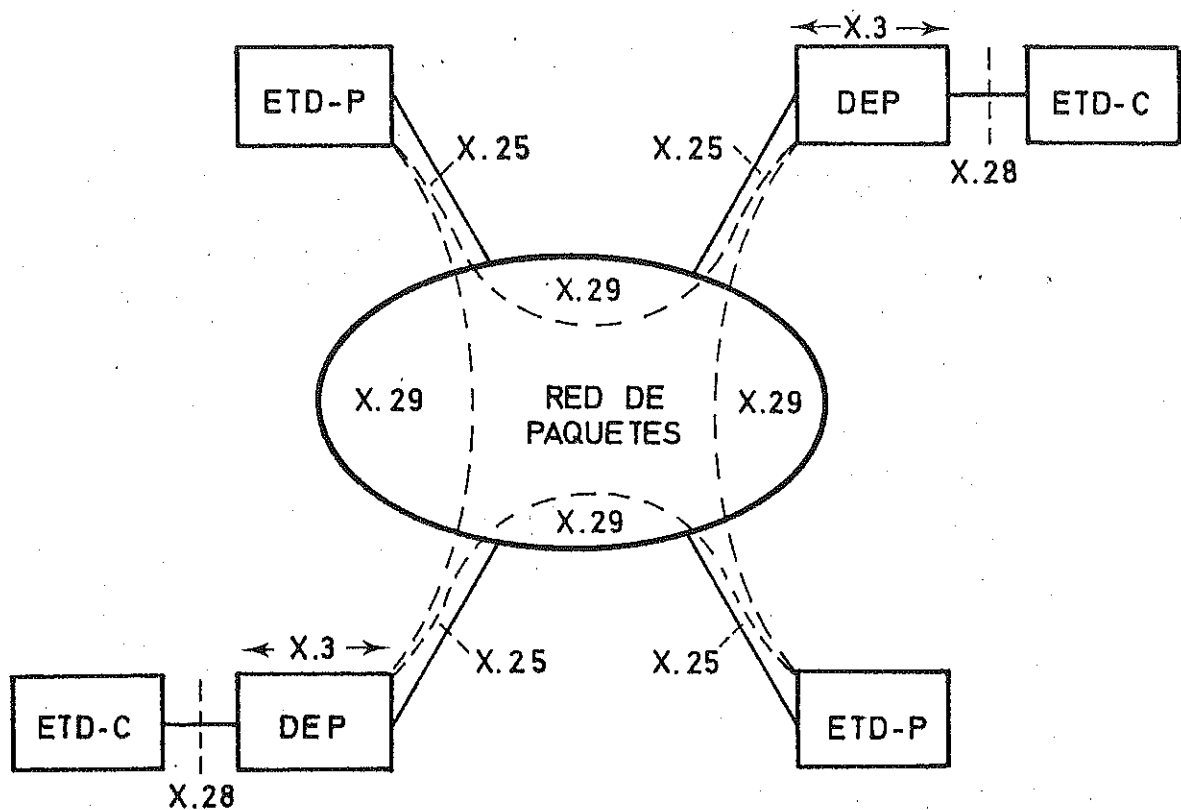 X.3
ETD-P
DEP
ETD-C
X.25
X.25
X.28
X.29
X.29
RED DE
PAQUETES
X.29
X.29
X.3
X.25
X.25
ETD-C
DEP
ETD-P
X.28